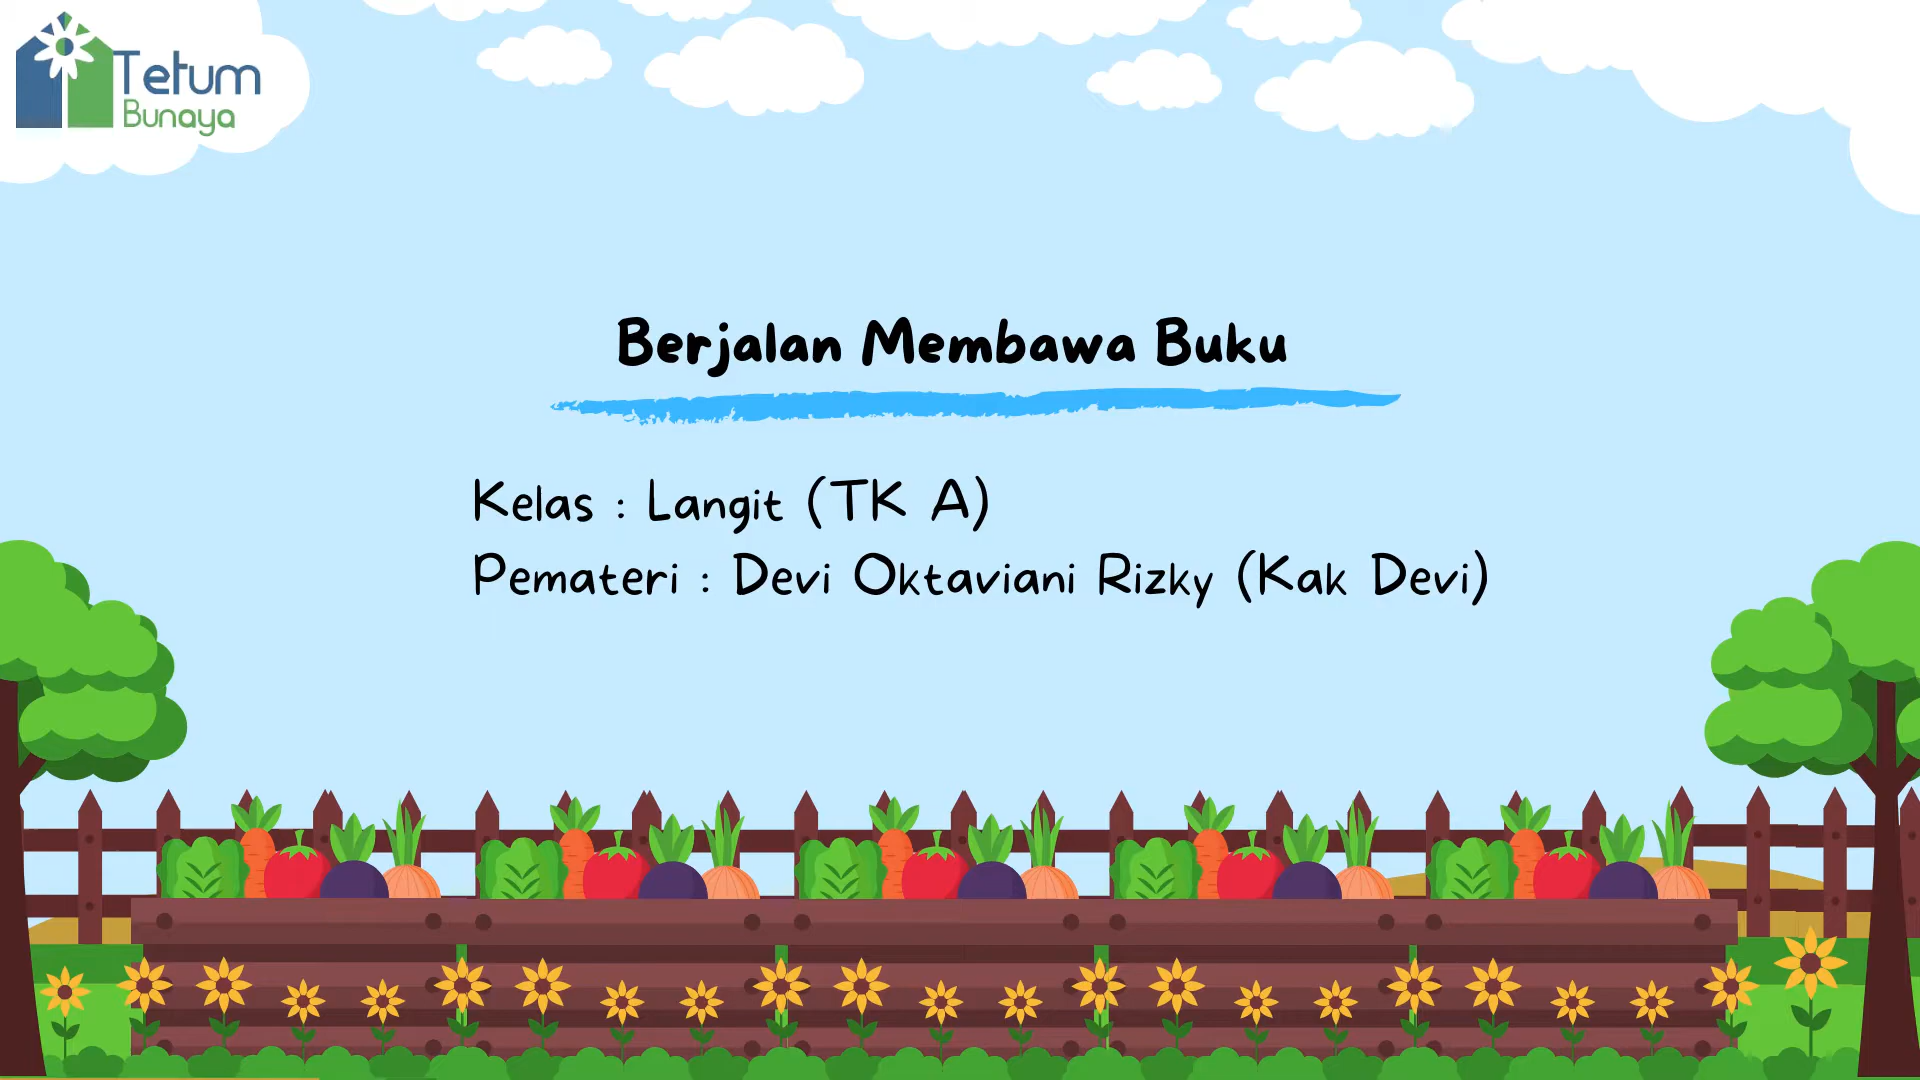 Tetum
Bunaya
Berjalan Membawa Buku
Kelas : Langit (TK A)
Pemateri : Devi Oktaviani Rizky (Kak Devi)